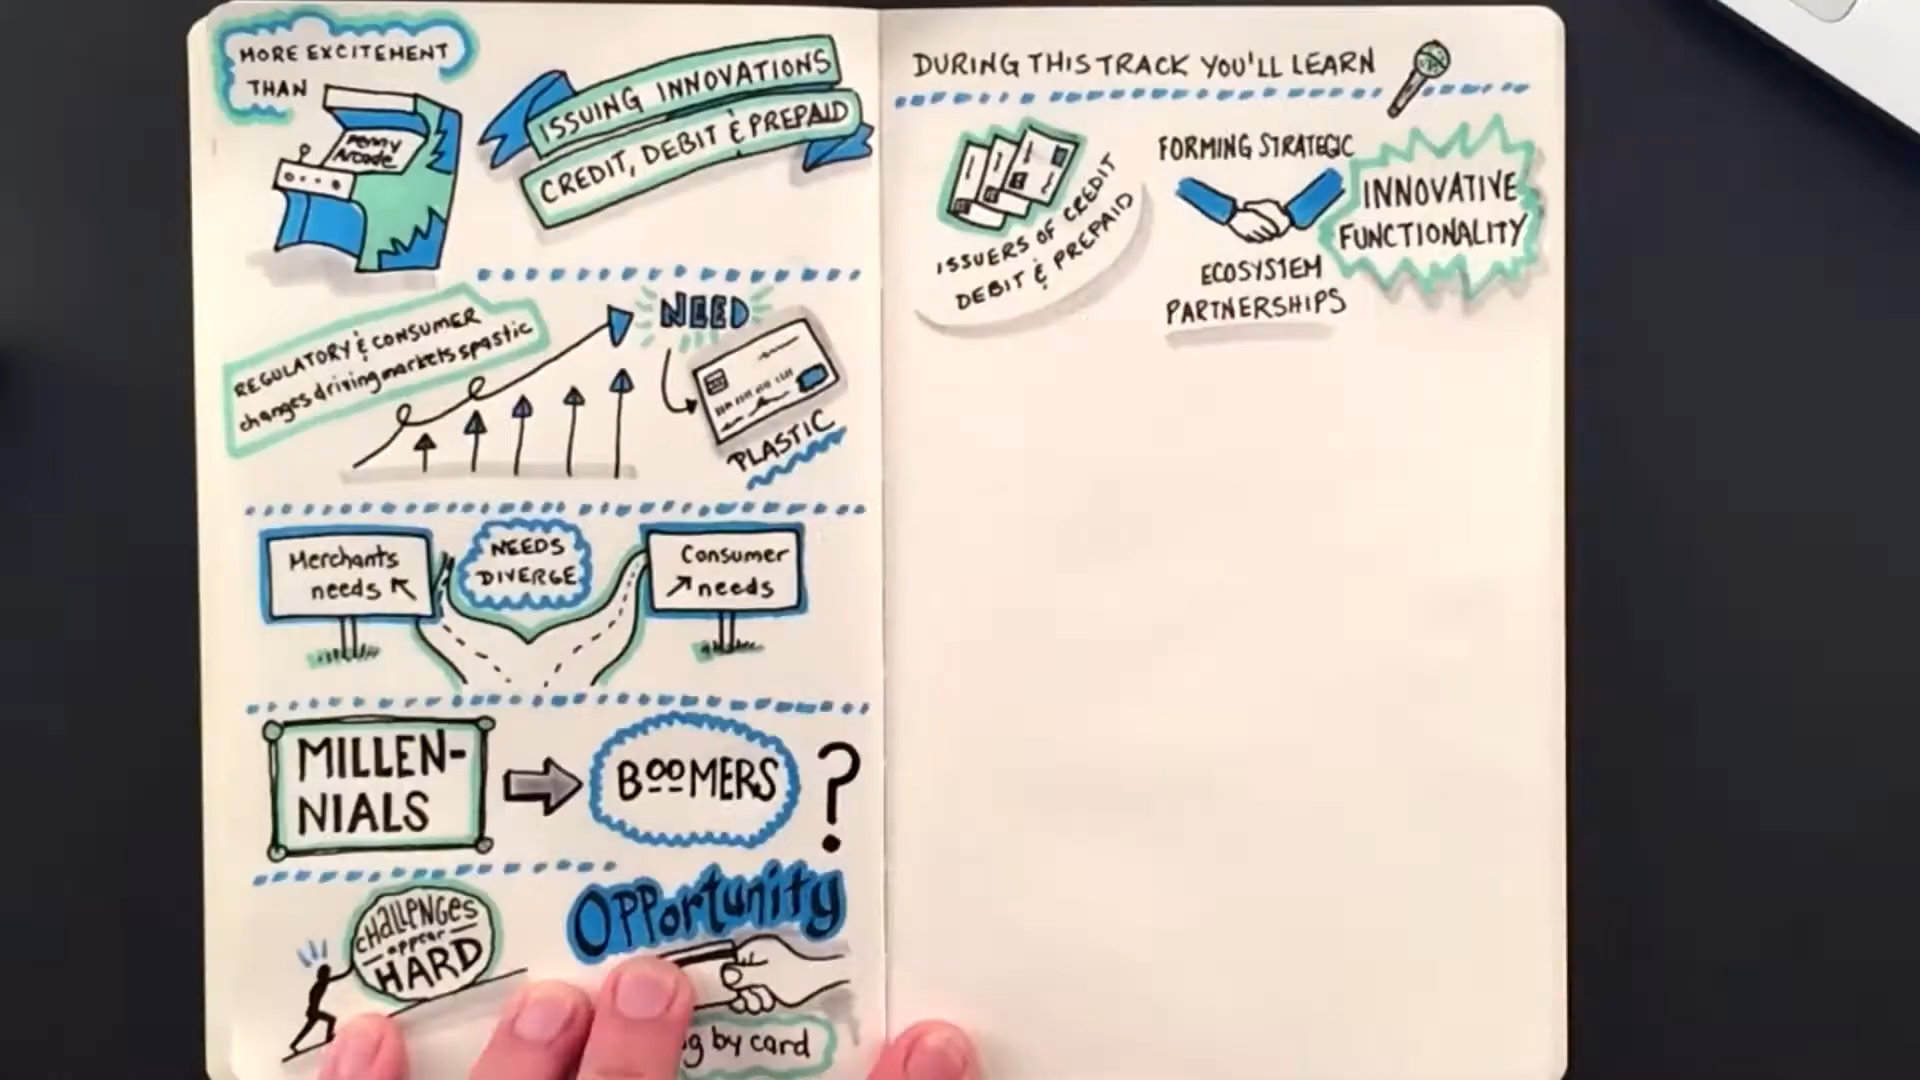 MORE EXCITEMENT
THAN
Penny
Arcade
ISSUING INNOVATIONS
CREDIT, DEBIT & PREPAID
REGULATORY & CONSUMER
changes driving markets spastic
NEED
PLASTIC
Merchants
needs
NEEDS
DIVERGE
Consumer
needs
MILLEN-
NIALS
BOOMERS
?
CHALLENGES
appear
HARD
OPPortunity
g by card
DURING THIS TRACK YOU'LL LEARN
ISSUERS OF CREDIT
DEBIT & PREPAID
FORMING STRATEGIC
ECOSYSTEM
PARTNERSHIPS
INNOVATIVE
FUNCTIONALITY